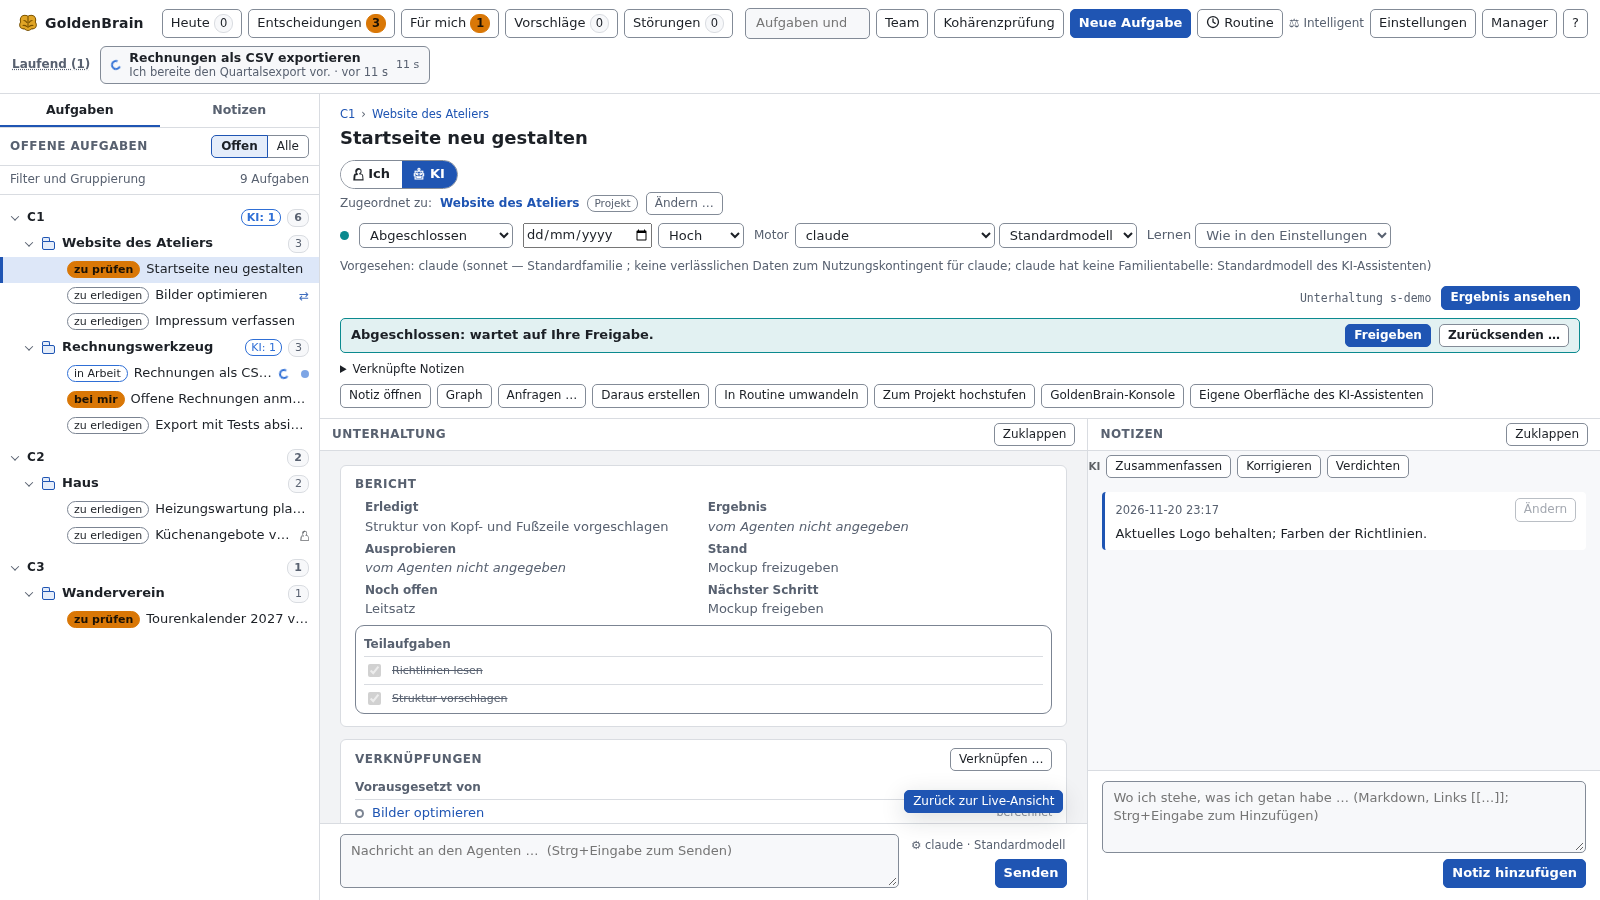 GoldenBrain
Heute 0
Entscheidungen 3
Für mich 1
Vorschläge 0
Störungen 0
Aufgaben und
Team
Kohärenzprüfung
Neue Aufgabe
Routine
Intelligent
Einstellungen
Manager
?
Laufend (1)
Rechnungen als CSV exportieren
Ich bereite den Quartalsexport vor. · vor 11 s
11 s
Aufgaben
Notizen
OFFENE AUFGABEN
Offen
Alle
Filter und Gruppierung
9 Aufgaben
C1 KI: 1 6
Website des Ateliers 3
zu prüfen Startseite neu gestalten
zu erledigen Bilder optimieren ⇄
zu erledigen Impressum verfassen
Rechnungswerkzeug KI: 1 3
in Arbeit Rechnungen als CS…
bei mir Offene Rechnungen anm…
zu erledigen Export mit Tests absi…
C2 2
Haus 2
zu erledigen Heizungswartung pla…
zu erledigen Küchenangebote v…
C3 1
Wanderverein 1
zu prüfen Tourenkalender 2027 v…
C1 › Website des Ateliers
Startseite neu gestalten
Ich
KI
Zugeordnet zu: Website des Ateliers Projekt Ändern …
Abgeschlossen dd/mm/yyyy Hoch Motor claude Standardmodell Lernen Wie in den Einstellungen
Vorgesehen: claude (sonnet — Standardfamilie ; keine verlässlichen Daten zum Nutzungskontingent für claude; claude hat keine Familientabelle: Standardmodell des KI-Assistenten)
Unterhaltung s-demo Ergebnis ansehen
Abgeschlossen: wartet auf Ihre Freigabe. Freigeben Zurücksenden …
Verknüpfte Notizen
Notiz öffnen
Graph
Anfragen …
Daraus erstellen
In Routine umwandeln
Zum Projekt hochstufen
GoldenBrain-Konsole
Eigene Oberfläche des KI-Assistenten
UNTERHALTUNG Zuklappen
BERICHT
Erledigt
Struktur von Kopf- und Fußzeile vorgeschlagen
Ergebnis
vom Agenten nicht angegeben
Ausprobieren
vom Agenten nicht angegeben
Stand
Mockup freizugeben
Noch offen
Leitsatz
Nächster Schritt
Mockup freigeben
Teilaufgaben
Richtlinien lesen
Struktur vorschlagen
VERKNÜPFUNGEN Verknüpfen …
Vorausgesetzt von
Bilder optimieren
berechnet
Zurück zur Live-Ansicht
Nachricht an den Agenten … (Strg+Eingabe zum Senden)
claude · Standardmodell
Senden
NOTIZEN Zuklappen
KI Zusammenfassen Korrigieren Verdichten
2026-11-20 23:17 Ändern
Aktuelles Logo behalten; Farben der Richtlinien.
Wo ich stehe, was ich getan habe … (Markdown, Links [[…]];
Strg+Eingabe zum Hinzufügen)
Notiz hinzufügen